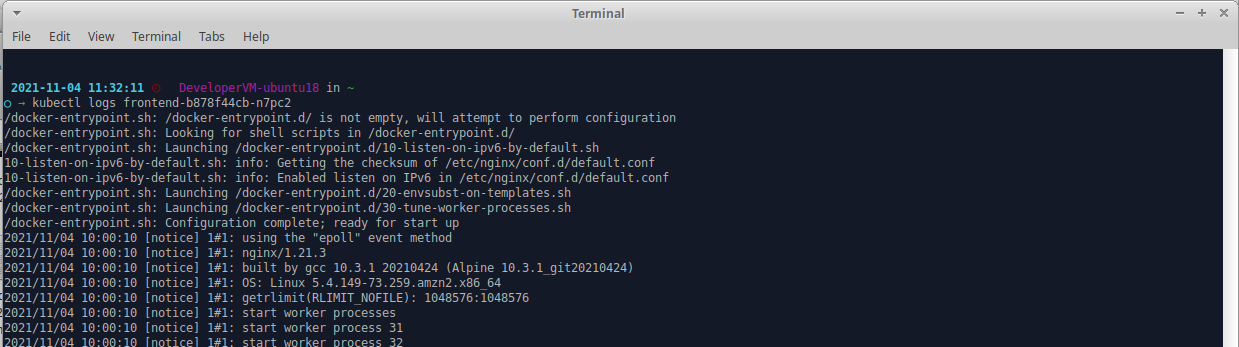 Terminal
File Edit View Terminal Tabs Help
2021-11-04 11:32:11 DeveloperVM-ubuntu18 in ~
→ kubectl logs frontend-b878f44cb-n7pc2
/docker-entrypoint.sh: /docker-entrypoint.d/ is not empty, will attempt to perform configuration
/docker-entrypoint.sh: Looking for shell scripts in /docker-entrypoint.d/
/docker-entrypoint.sh: Launching /docker-entrypoint.d/10-listen-on-ipv6-by-default.sh
10-listen-on-ipv6-by-default.sh: info: Getting the checksum of /etc/nginx/conf.d/default.conf
10-listen-on-ipv6-by-default.sh: info: Enabled listen on IPv6 in /etc/nginx/conf.d/default.conf
/docker-entrypoint.sh: Launching /docker-entrypoint.d/20-envsubst-on-templates.sh
/docker-entrypoint.sh: Launching /docker-entrypoint.d/30-tune-worker-processes.sh
/docker-entrypoint.sh: Configuration complete; ready for start up
2021/11/04 10:00:10 [notice] 1#1: using the "epoll" event method
2021/11/04 10:00:10 [notice] 1#1: nginx/1.21.3
2021/11/04 10:00:10 [notice] 1#1: built by gcc 10.3.1 20210424 (Alpine 10.3.1_git20210424)
2021/11/04 10:00:10 [notice] 1#1: OS: Linux 5.4.149-73.259.amzn2.x86_64
2021/11/04 10:00:10 [notice] 1#1: getrlimit(RLIMIT_NOFILE): 1048576:1048576
2021/11/04 10:00:10 [notice] 1#1: start worker processes
2021/11/04 10:00:10 [notice] 1#1: start worker process 31
2021/11/04 10:00:10 [notice] 1#1: start worker process 32